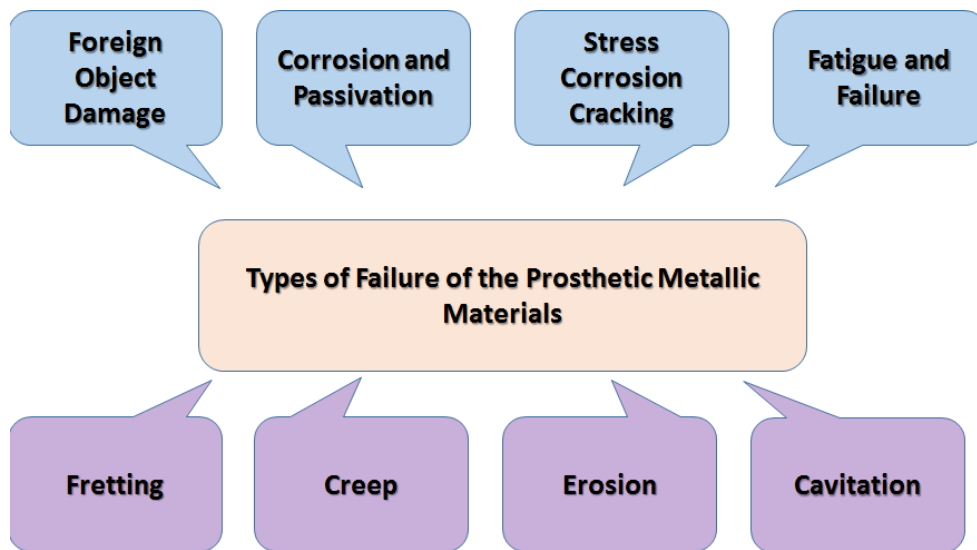 Foreign
Object
Damage
Corrosion and
Passivation
Stress
Corrosion
Cracking
Fatigue and
Failure
Types of Failure of the Prosthetic Metallic
Materials
Fretting
Creep
Erosion
Cavitation